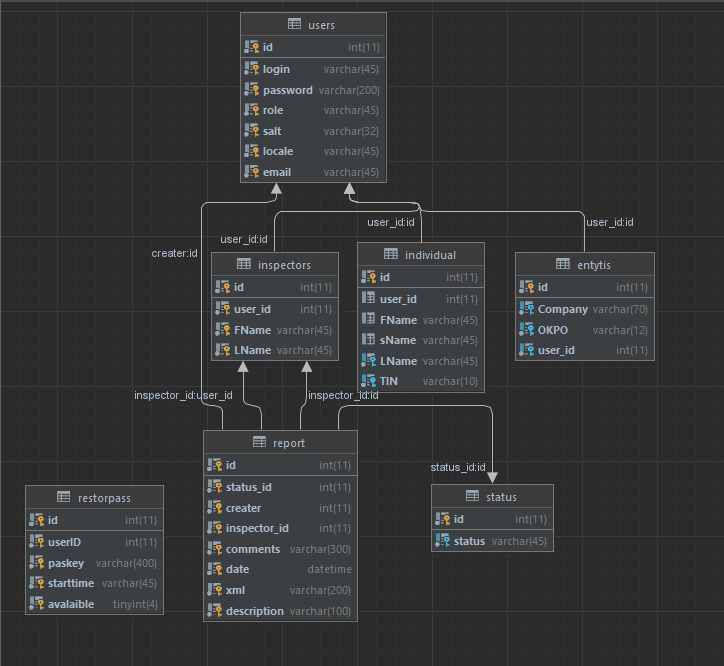 users
id int(11)
login varchar(45)
password varchar(200)
role varchar(45)
salt varchar(32)
locale varchar(45)
email varchar(45)
user_id:id
user_id:id
user_id:id
creater:id
inspectors
id int(11)
user_id int(11)
FName varchar(45)
LName varchar(45)
individual
id int(11)
user_id int(11)
FName varchar(45)
sName varchar(45)
LName varchar(45)
TIN varchar(10)
entytis
id int(11)
Company varchar(70)
OKPO varchar(12)
user_id int(11)
inspector_id:user_id
inspector_id:id
status_id:id
report
id int(11)
status_id int(11)
creater int(11)
inspector_id int(11)
comments varchar(300)
date datetime
xml varchar(200)
description varchar(100)
restorpass
id int(11)
userID int(11)
paskey varchar(400)
starttime varchar(45)
avalaible tinyint(4)
status
id int(11)
status varchar(45)